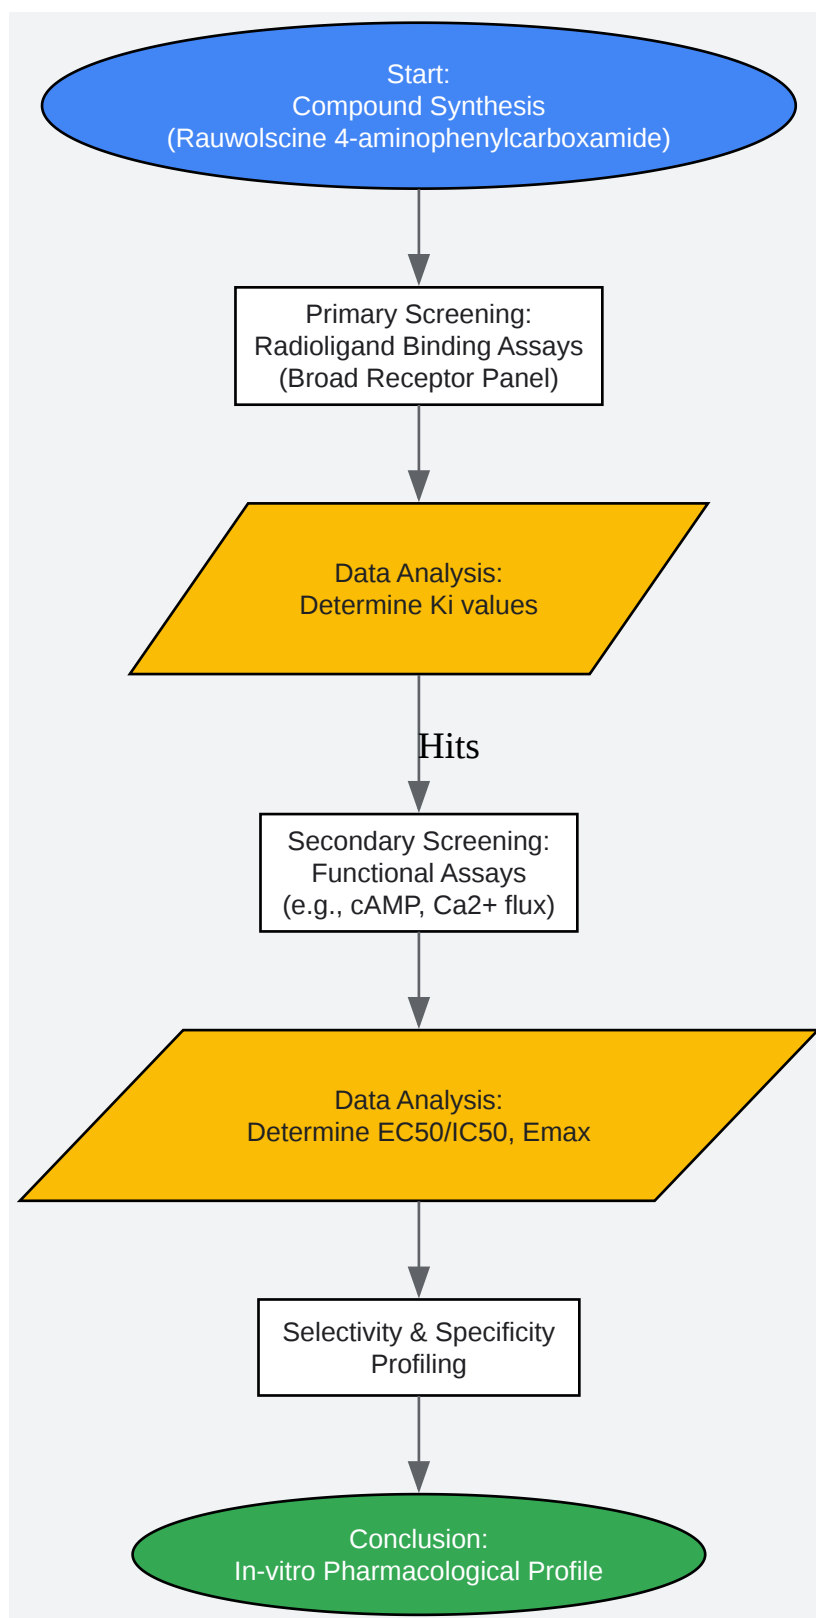 Start:
Compound Synthesis
(Rauwolscine 4-aminophenylcarboxamide)
Primary Screening:
Radioligand Binding Assays
(Broad Receptor Panel)
Data Analysis:
Determine Ki values
Hits
Secondary Screening:
Functional Assays
(e.g., cAMP, Ca2+ flux)
Data Analysis:
Determine EC50/IC50, Emax
Selectivity & Specificity
Profiling
Conclusion:
In-vitro Pharmacological Profile